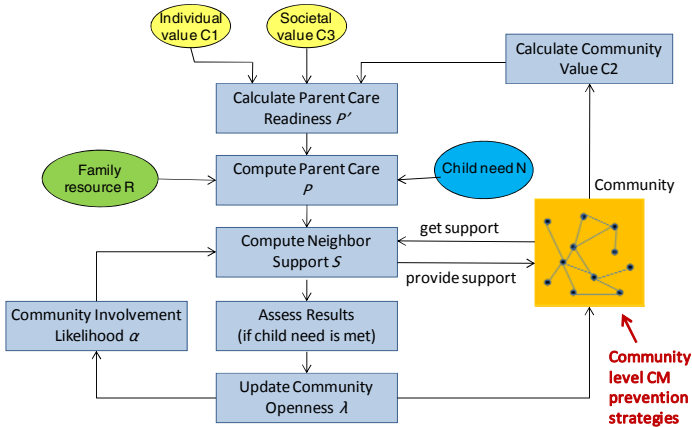 Individual
value C1
Societal
value C3
Calculate Community
Value C2
Calculate Parent Care
Readiness P′
Family
resource R
Compute Parent Care
P
Child need N
Community
Compute Neighbor
Support S
get support
provide support
Community Involvement
Likelihood α
Assess Results
(if child need is met)
Update Community
Openness λ
Community
level CM
prevention
strategies